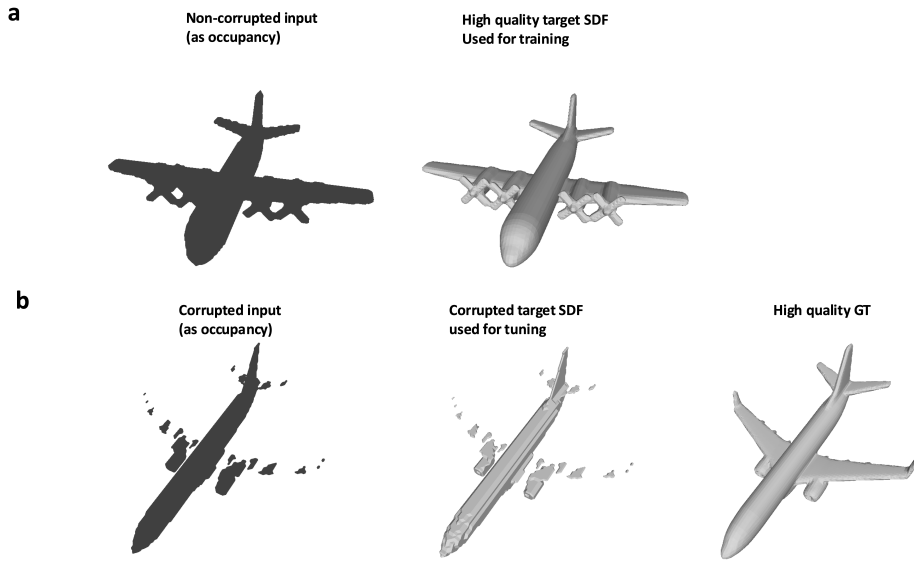 a
Non-corrupted input
(as occupancy)
High quality target SDF
Used for training
b
Corrupted input
(as occupancy)
Corrupted target SDF
used for tuning
High quality GT